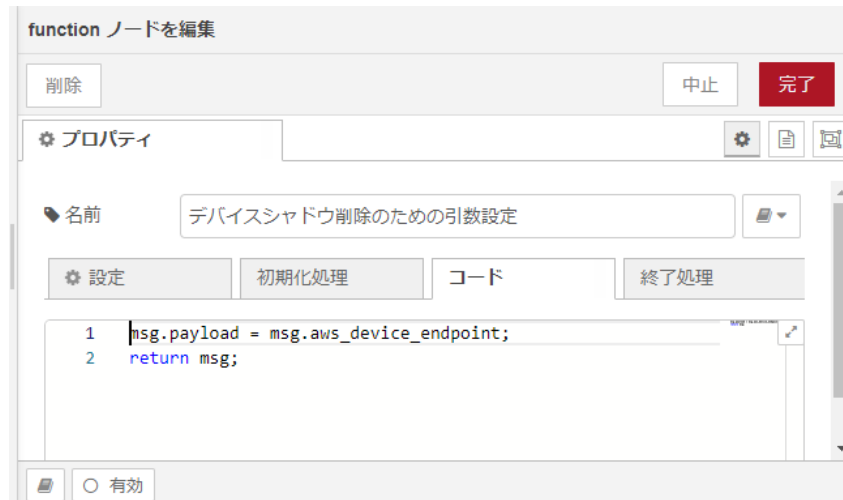 function ノードを編集
削除 中止 完了
プロパティ
名前 デバイスシャドウ削除のための引数設定
設定 初期化処理 コード 終了処理
1 msg.payload = msg.aws_device_endpoint;
2 return msg;
有効